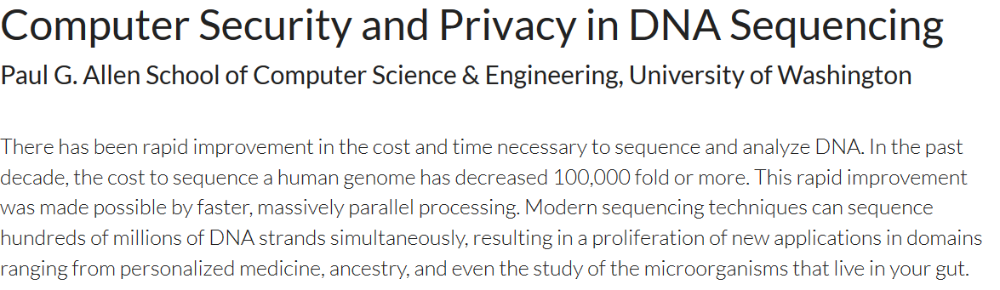 Computer Security and Privacy in DNA Sequencing
Paul G. Allen School of Computer Science & Engineering, University of Washington
There has been rapid improvement in the cost and time necessary to sequence and analyze DNA. In the past
decade, the cost to sequence a human genome has decreased 100,000 fold or more. This rapid improvement
was made possible by faster, massively parallel processing. Modern sequencing techniques can sequence
hundreds of millions of DNA strands simultaneously, resulting in a proliferation of new applications in domains
ranging from personalized medicine, ancestry, and even the study of the microorganisms that live in your gut.